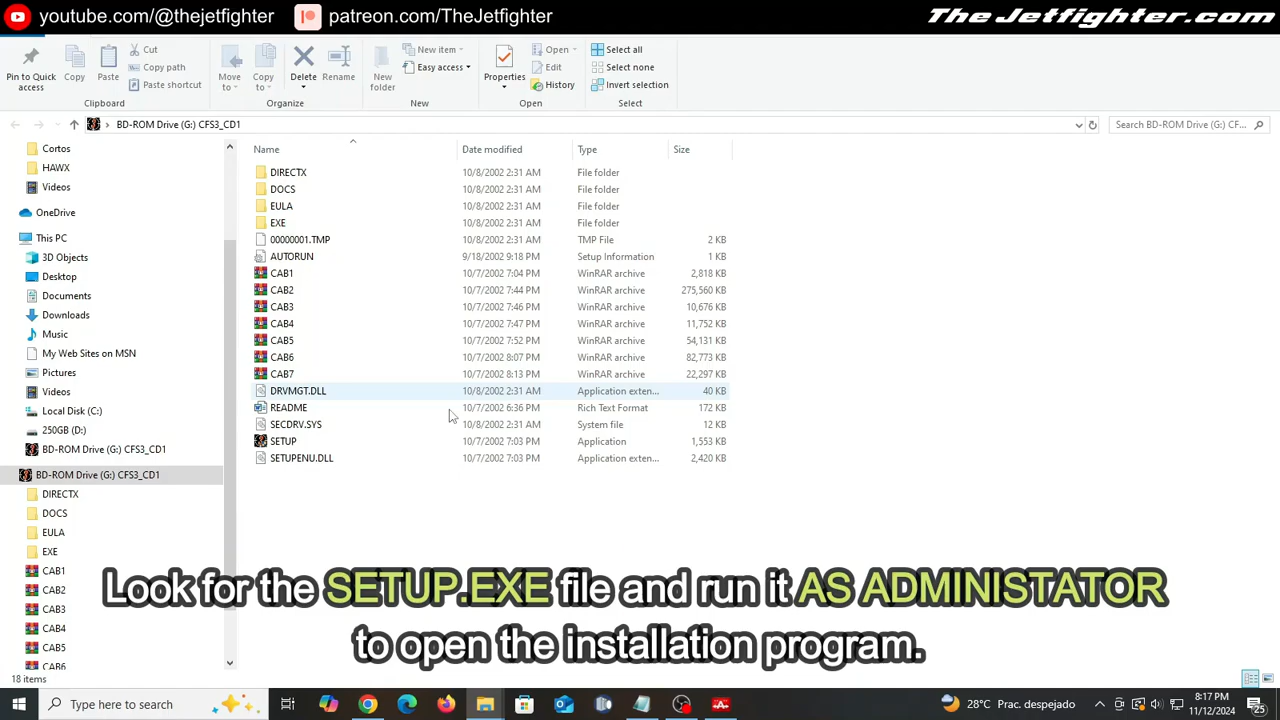 youtube.com/@thejetfighter
patreon.com/TheJetfighter
TheJetfighter.com
Pin to Quick access
Copy
Paste
Cut
Copy path
Paste shortcut
Clipboard
Move to
Copy to
Delete
Rename
Organize
New folder
New item
Easy access
New
Properties
Open
Edit
History
Open
Select all
Select none
Invert selection
Select
BD-ROM Drive (G:) CFS3_CD1
Search BD-ROM Drive (G:) CF...
Cortos
HAWX
Videos
OneDrive
This PC
3D Objects
Desktop
Documents
Downloads
Music
My Web Sites on MSN
Pictures
Videos
Local Disk (C:)
250GB (D:)
BD-ROM Drive (G:) CFS3_CD1
BD-ROM Drive (G:) CFS3_CD1
DIRECTX
DOCS
EULA
EXE
CAB1
CAB2
CAB3
CAB4
CAB5
CAB6
Name Date modified Type Size
DIRECTX 10/8/2002 2:31 AM File folder
DOCS 10/8/2002 2:31 AM File folder
EULA 10/8/2002 2:31 AM File folder
EXE 10/8/2002 2:31 AM File folder
00000001.TMP 10/8/2002 2:31 AM TMP File 2 KB
AUTORUN 9/18/2002 9:18 PM Setup Information 1 KB
CAB1 10/7/2002 7:04 PM WinRAR archive 2,818 KB
CAB2 10/7/2002 7:44 PM WinRAR archive 275,560 KB
CAB3 10/7/2002 7:46 PM WinRAR archive 10,676 KB
CAB4 10/7/2002 7:47 PM WinRAR archive 11,752 KB
CAB5 10/7/2002 7:52 PM WinRAR archive 54,131 KB
CAB6 10/7/2002 8:07 PM WinRAR archive 82,773 KB
CAB7 10/7/2002 8:13 PM WinRAR archive 22,297 KB
DRVMGT.DLL 10/8/2002 2:31 AM Application exten... 40 KB
README 10/7/2002 6:36 PM Rich Text Format 172 KB
SECDRV.SYS 10/8/2002 2:31 AM System file 12 KB
SETUP 10/7/2002 7:03 PM Application 1,553 KB
SETUPENU.DLL 10/7/2002 7:03 PM Application exten... 2,420 KB
Look for the SETUP.EXE file and run it AS ADMINISTATOR
to open the installation program.
18 items
Type here to search
28°C Prac. despejado
8:17 PM
11/12/2024
25